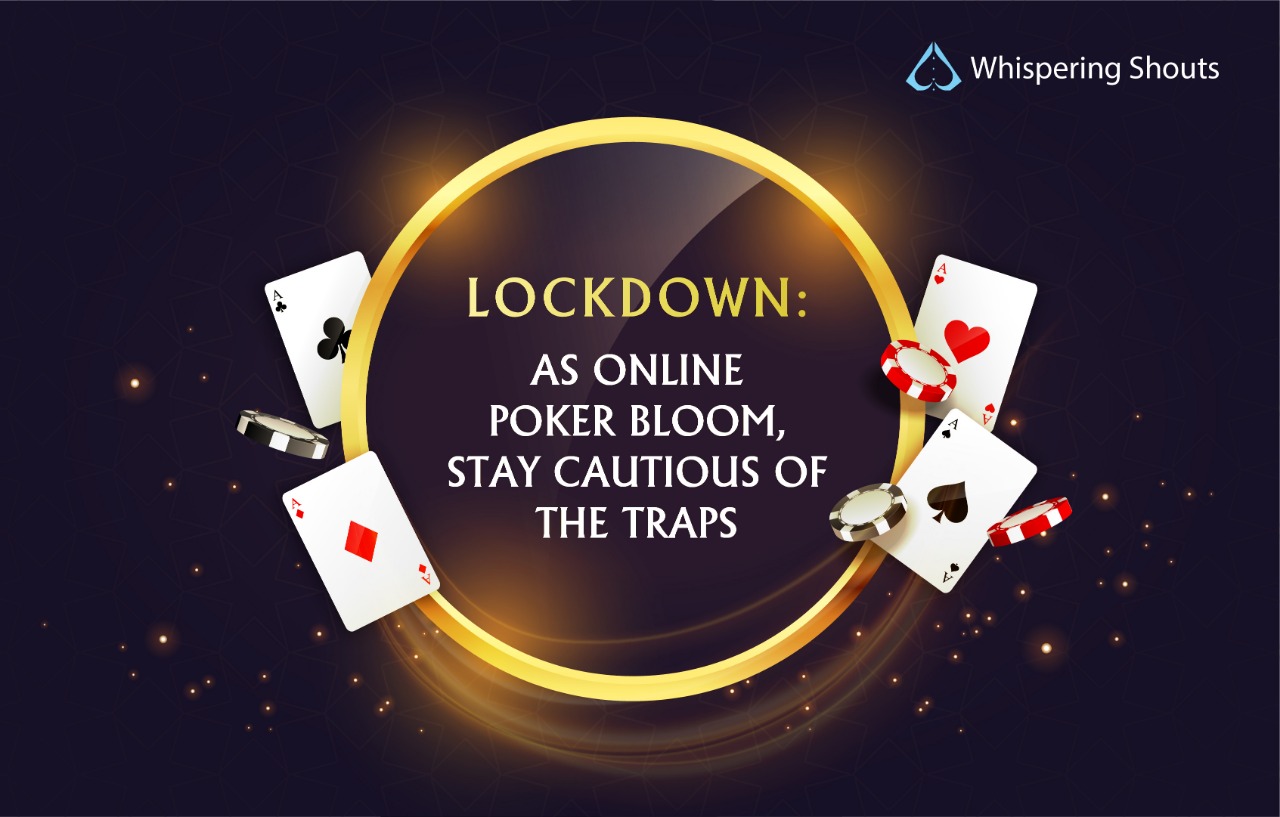 Whispering Shouts
LOCKDOWN:
AS ONLINE
POKER BLOOM,
STAY CAUTIOUS OF
THE TRAPS
A
A
A
A
A
A
A